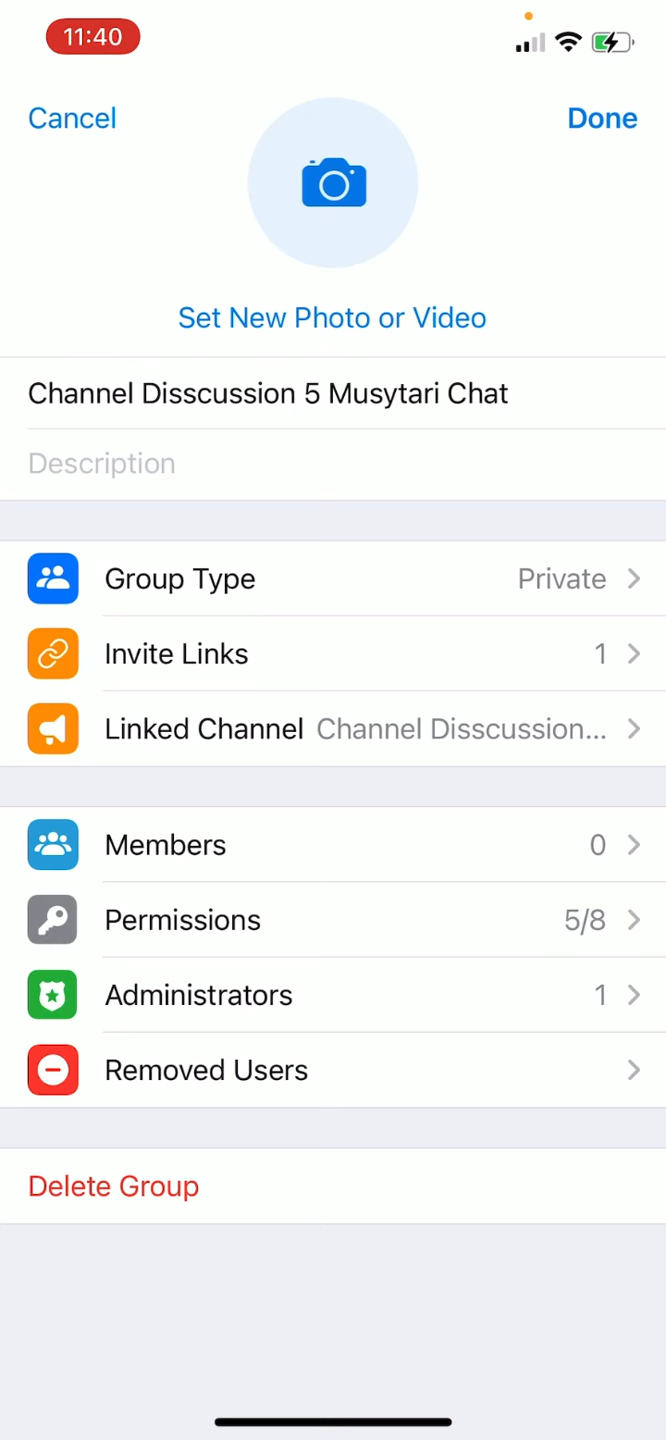 11:40
Cancel
Done
Set New Photo or Video
Channel Disscussion 5 Musytari Chat
Description
Group Type Private
Invite Links 1
Linked Channel Channel Disscussion...
Members 0
Permissions 5/8
Administrators 1
Removed Users
Delete Group